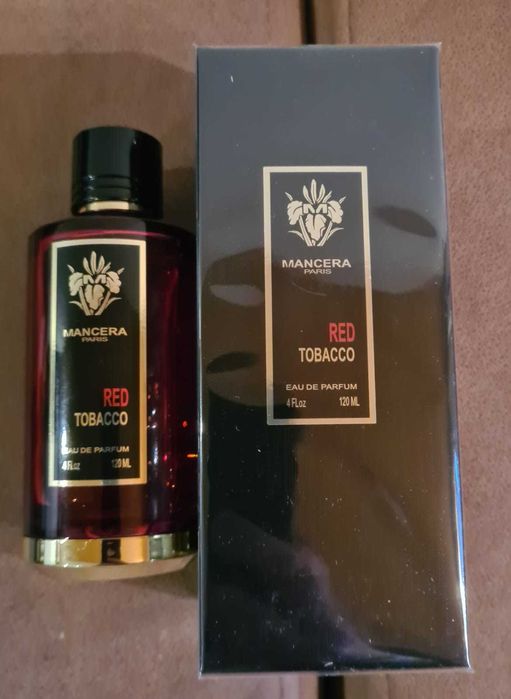 MANCERA
PARIS
RED
TOBACCO
EAU DE PARFUM
4 FLoz 120 ML
MANCERA
PARIS
RED
TOBACCO
EAU DE PARFUM
4 FLoz 120 ML